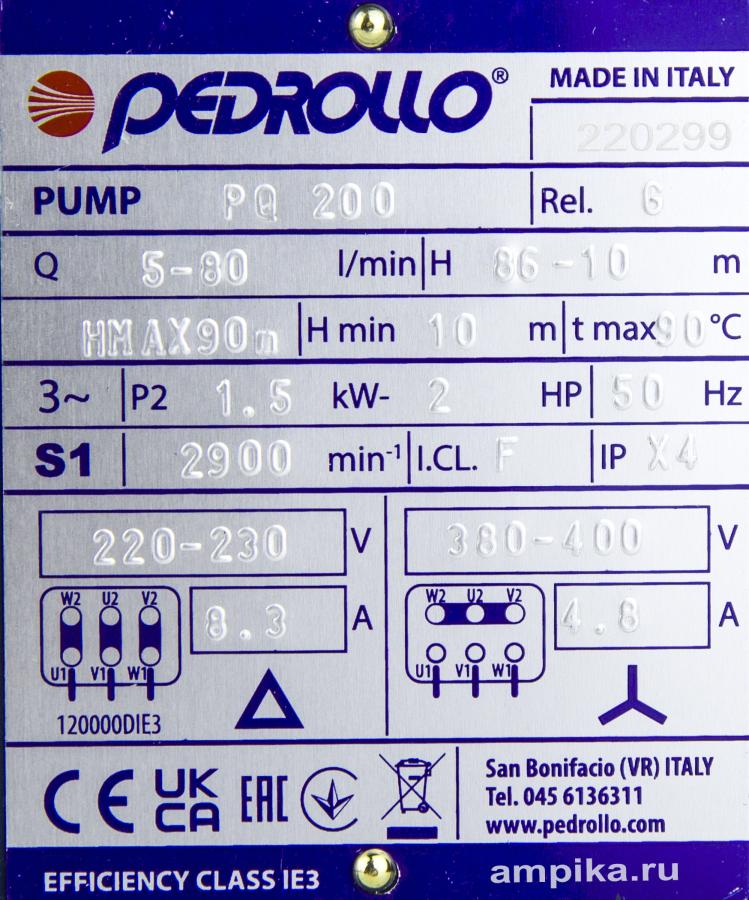 PEDROLLO® MADE IN ITALY
220299
PUMP PQ 200 Rel. 6
Q 5-80 l/min H 86-10 m
HMAX90m H min 10 m t max 90 °C
3~ P2 1.5 kW- 2 HP 50 Hz
S1 2900 min-1 I.CL. F IP X4
220-230 V 380-400 V
W2 U2 V2 8.3 A W2 U2 V2 4.8 A
U1 V1 W1 U1 V1 W1
120000DIE3
CE UK CA EAC
San Bonifacio (VR) ITALY
Tel. 045 6136311
www.pedrollo.com
EFFICIENCY CLASS IE3 ampika.ru